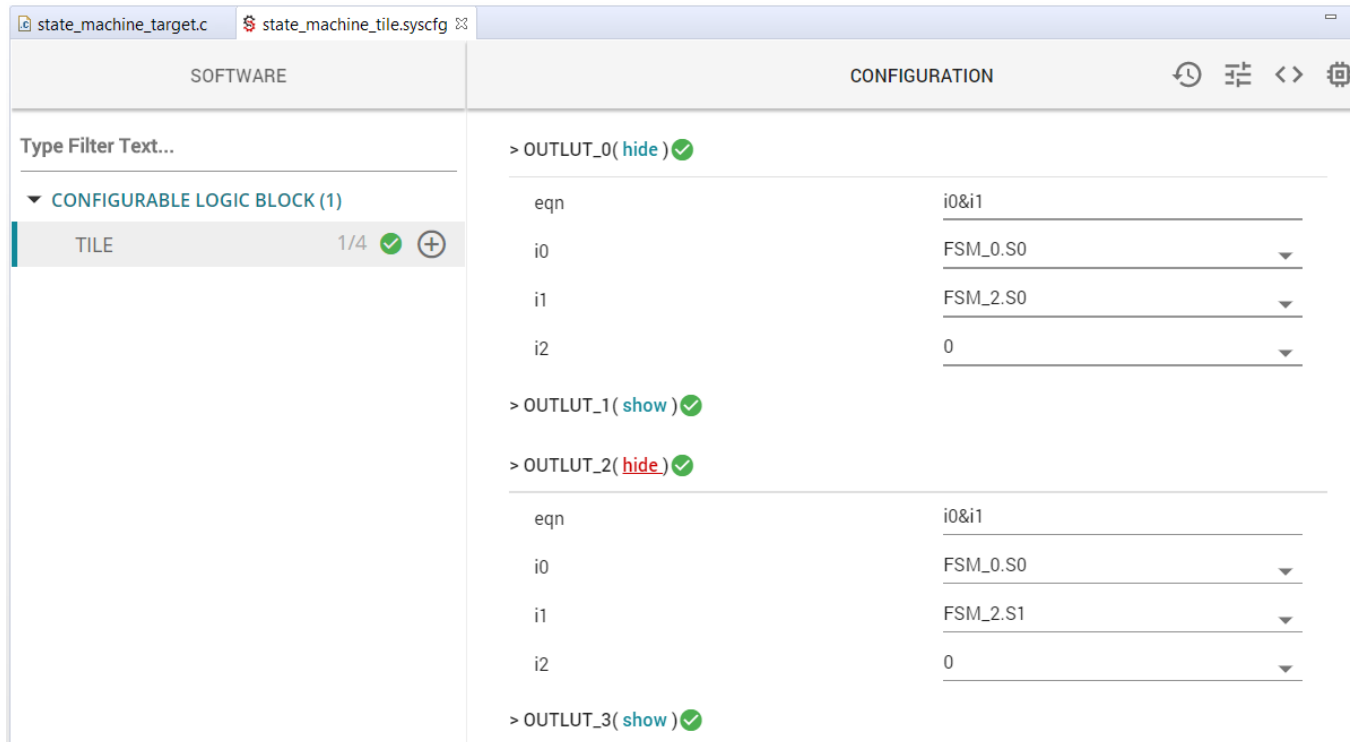 state_machine_target.c state_machine_tile.syscfg
SOFTWARE
CONFIGURATION
Type Filter Text...
CONFIGURABLE LOGIC BLOCK (1)
TILE 1/4
> OUTLUT_0( hide )
eqn i0&i1
i0 FSM_0.S0
i1 FSM_2.S0
i2 0
> OUTLUT_1( show )
> OUTLUT_2( hide )
eqn i0&i1
i0 FSM_0.S0
i1 FSM_2.S1
i2 0
> OUTLUT_3( show )